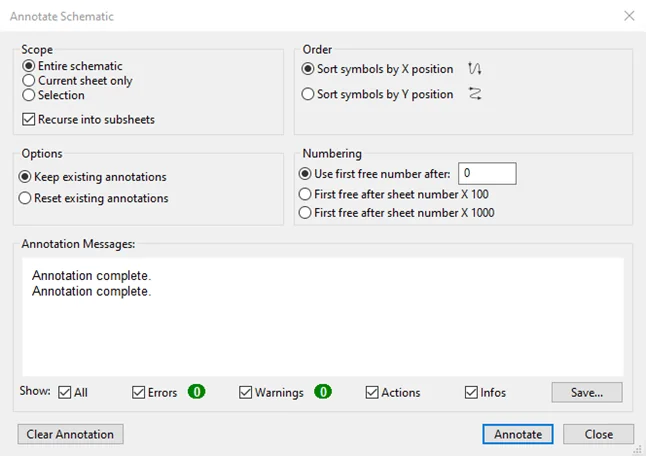 Annotate Schematic
Scope
Entire schematic
Current sheet only
Selection
Recurse into subsheets
Order
Sort symbols by X position
Sort symbols by Y position
Options
Keep existing annotations
Reset existing annotations
Numbering
Use first free number after: 0
First free after sheet number X 100
First free after sheet number X 1000
Annotation Messages:
Annotation complete.
Annotation complete.
Show: All Errors 0 Warnings 0 Actions Infos Save...
Clear Annotation Annotate Close